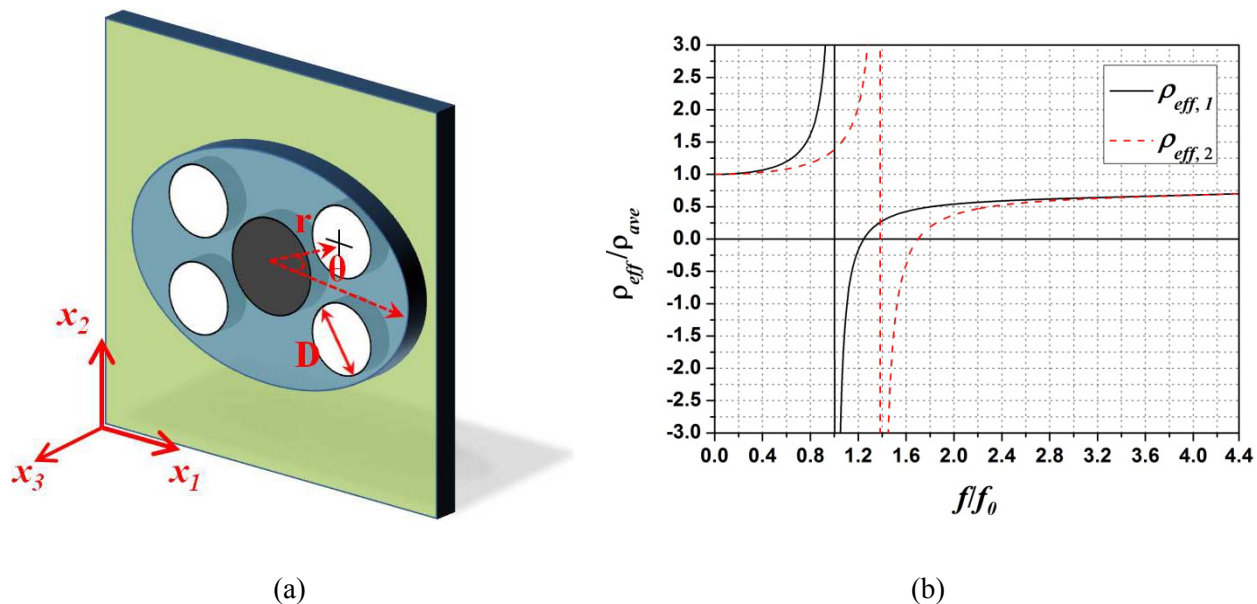 r
θ
D
x₂
x₃
x₁
(a)
ρeff/ρave
3.0
2.5
2.0
1.5
1.0
0.5
0.0
-0.5
-1.0
-1.5
-2.0
-2.5
-3.0
ρeff, 1
ρeff, 2
0.0 0.4 0.8 1.2 1.6 2.0 2.4 2.8 3.2 3.6 4.0 4.4
f/f₀
(b)